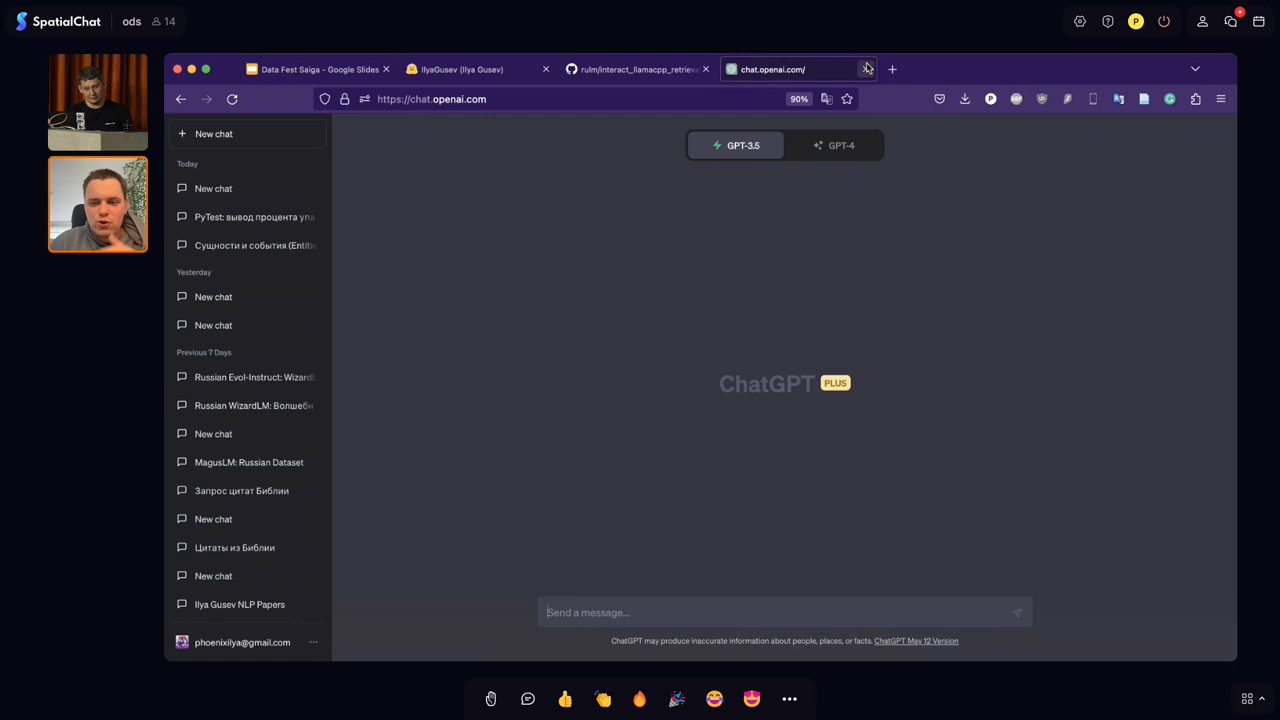 SpatialChat
ods
14
Data Fest Saiga - Google Slides
IlyaGusev (Ilya Gusev)
rulm/interact_llamacpp_retrieva
chat.openai.com/
https://chat.openai.com
90%
New chat
GPT-3.5
GPT-4
Today
New chat
PyTest: вывод процента упа
Сущности и события (Entitie
Yesterday
New chat
New chat
Previous 7 Days
Russian Evol-Instruct: WizardL
Russian WizardLM: Волшебн
New chat
MagusLM: Russian Dataset
Запрос цитат Библии
New chat
Цитаты из Библии
New chat
Ilya Gusev NLP Papers
phoenixilya@gmail.com
ChatGPT PLUS
Send a message...
ChatGPT may produce inaccurate information about people, places, or facts. ChatGPT May 12 Version